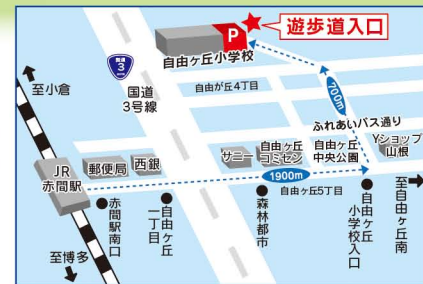 遊歩道入口
P
自由ヶ丘小学校
国道
3
国道
3号線
至小倉
自由が丘4丁目
700m
ふれあいバス通り
Yショップ
山根
JR
赤間駅
郵便局
西銀
サニー
自由ヶ丘
コミセン
自由ヶ丘
中央公園
1900m
自由ヶ丘5丁目
至自由ヶ丘南
赤間駅南口
自由ヶ丘
一丁目
森林都市
自由ヶ丘
小学校入口
至博多